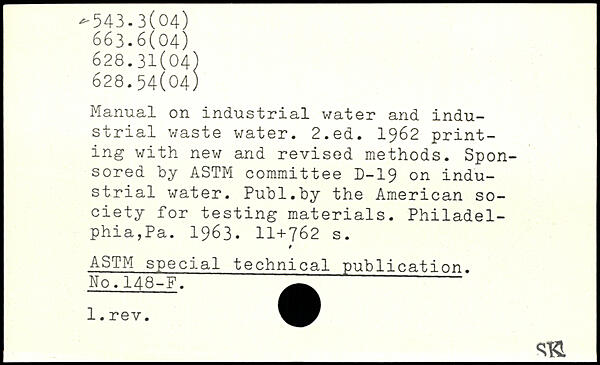 543.3(04)
663.6(04)
628.31(04)
628.54(04)
Manual on industrial water and indu-
strial waste water. 2.ed. 1962 print-
ing with new and revised methods. Spon-
sored by ASTM committee D-19 on indu-
strial water. Publ.by the American so-
ciety for testing materials. Philadel-
phia,Pa. 1963. 11+762 s.
ASTM special technical publication.
No.148-F.
1.rev.
SK